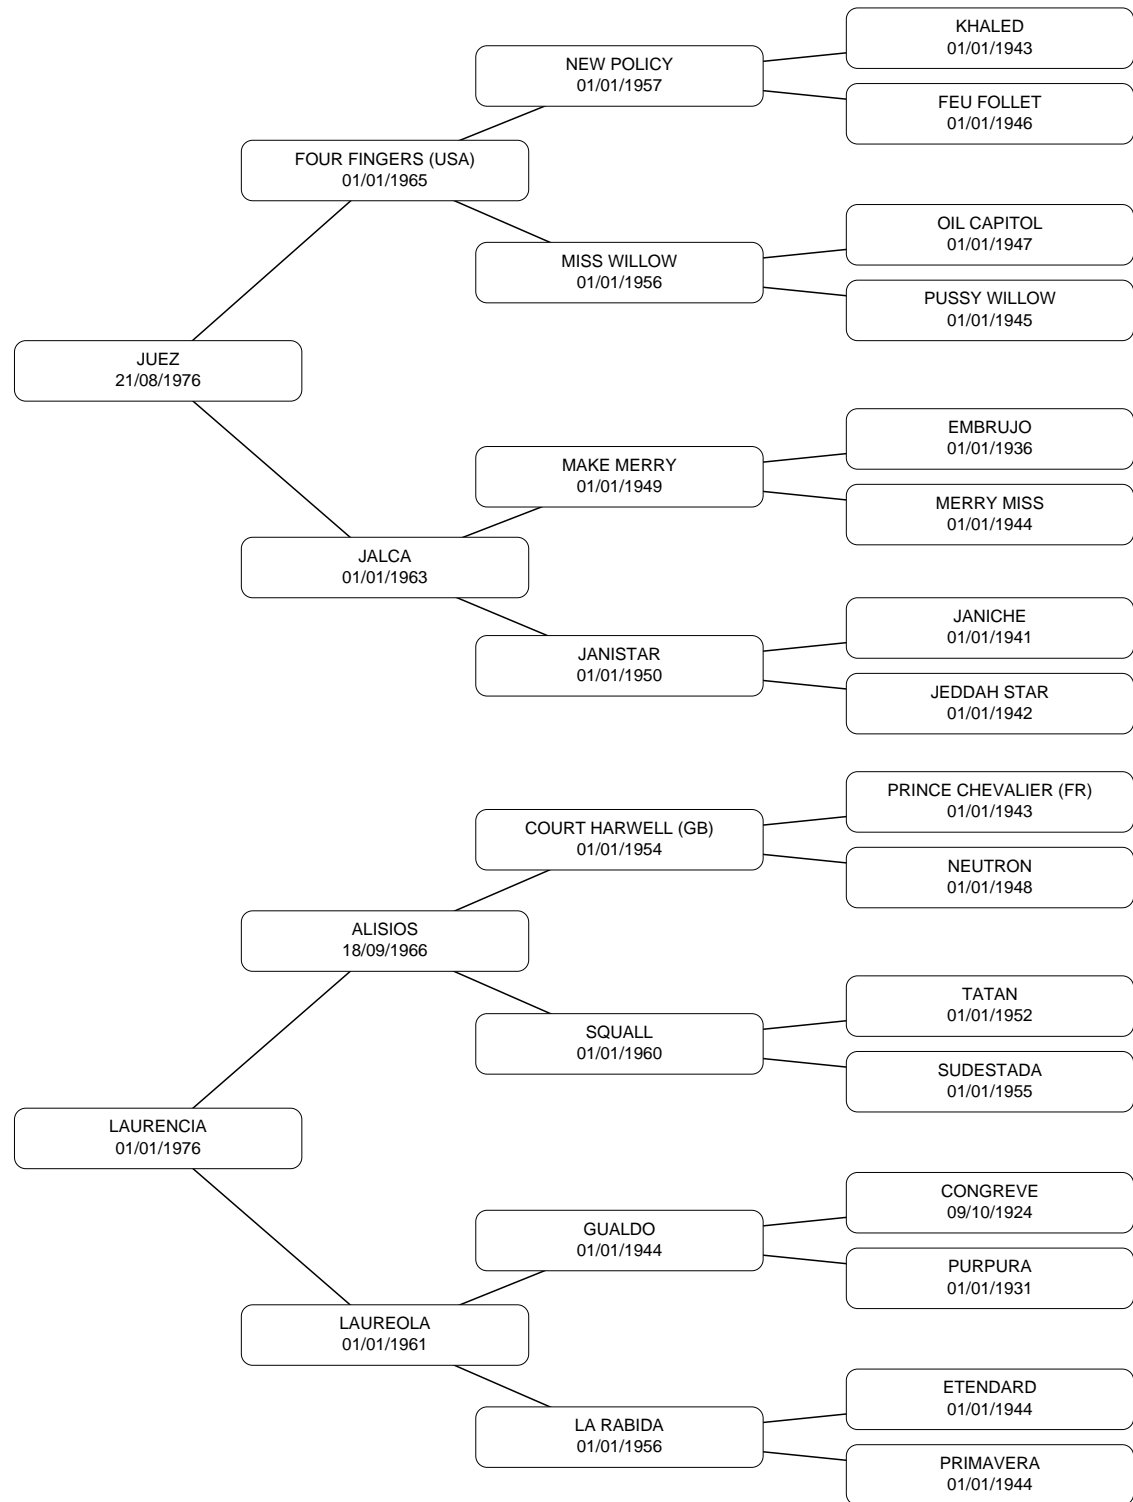 KHALED
01/01/1943
NEW POLICY
01/01/1957
FEU FOLLET
01/01/1946
FOUR FINGERS (USA)
01/01/1965
OIL CAPITOL
01/01/1947
MISS WILLOW
01/01/1956
PUSSY WILLOW
01/01/1945
JUEZ
21/08/1976
EMBRUJO
01/01/1936
MAKE MERRY
01/01/1949
MERRY MISS
01/01/1944
JALCA
01/01/1963
JANICHE
01/01/1941
JANISTAR
01/01/1950
JEDDAH STAR
01/01/1942
PRINCE CHEVALIER (FR)
01/01/1943
COURT HARWELL (GB)
01/01/1954
NEUTRON
01/01/1948
ALISIOS
18/09/1966
TATAN
01/01/1952
SQUALL
01/01/1960
SUDESTADA
01/01/1955
LAURENCIA
01/01/1976
CONGREVE
09/10/1924
GUALDO
01/01/1944
PURPURA
01/01/1931
LAUREOLA
01/01/1961
ETENDARD
01/01/1944
LA RABIDA
01/01/1956
PRIMAVERA
01/01/1944